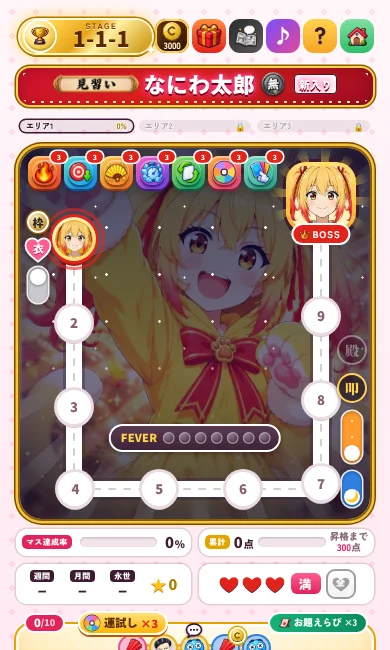 STAGE
1-1-1
C
3000
?
見習い なにわ太郎 無 新入り
エリア1 0% エリア2 エリア3
3 3 3 3 3 3 3
BOSS
枠
衣
2
3
4
5
6
7
8
9
殿
叩
FEVER
マス達成率 0%
累計 0点 昇格まで
300点
週間 月間 永世
— — — 0
満
0/10 運試し ×3 お題えらび ×3
C